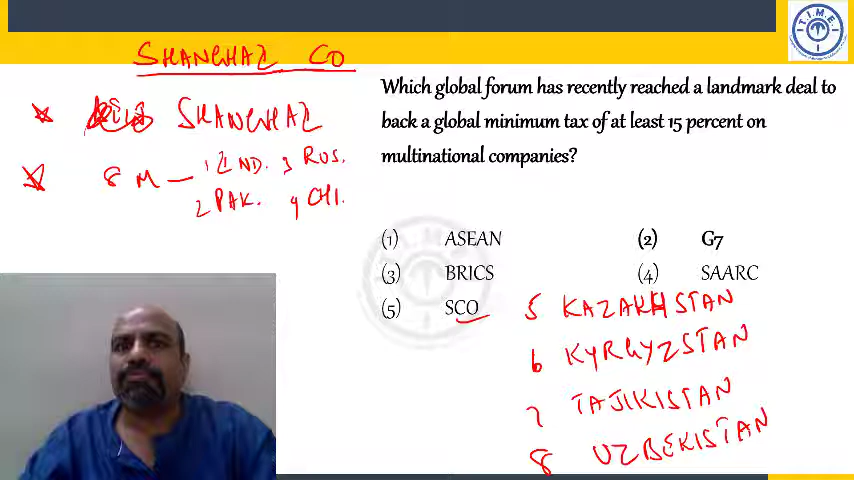 T.I.M.E.
SHANGHAI CO
SHANGHAI
8 M — 1 IND. 3 RUS.
2 PAK. 4 CHI.
Which global forum has recently reached a landmark deal to
back a global minimum tax of at least 15 percent on
multinational companies?
(1) ASEAN (2) G7
(3) BRICS (4) SAARC
(5) SCO
5 KAZAKHSTAN
6 KYRGYZSTAN
7 TAJIKISTAN
8 UZBEKISTAN